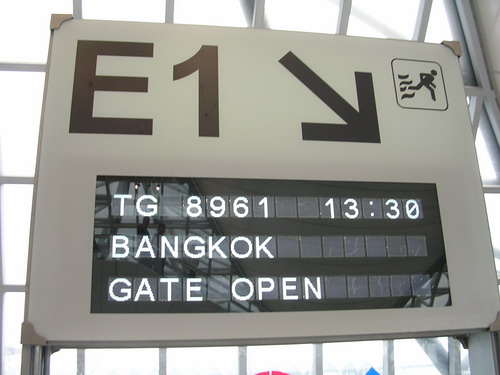 E1
TG 8961 13:30
BANGKOK
GATE OPEN